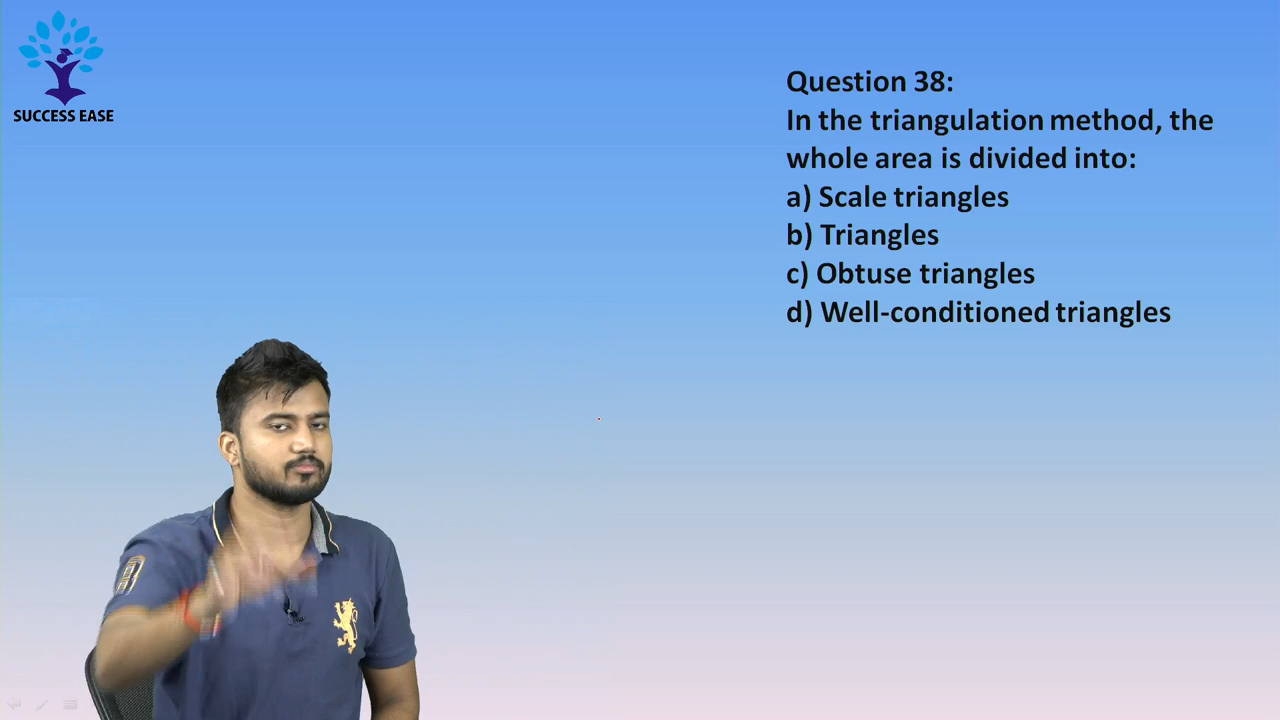 SUCCESS EASE
Question 38:
In the triangulation method, the
whole area is divided into:
a) Scale triangles
b) Triangles
c) Obtuse triangles
d) Well-conditioned triangles